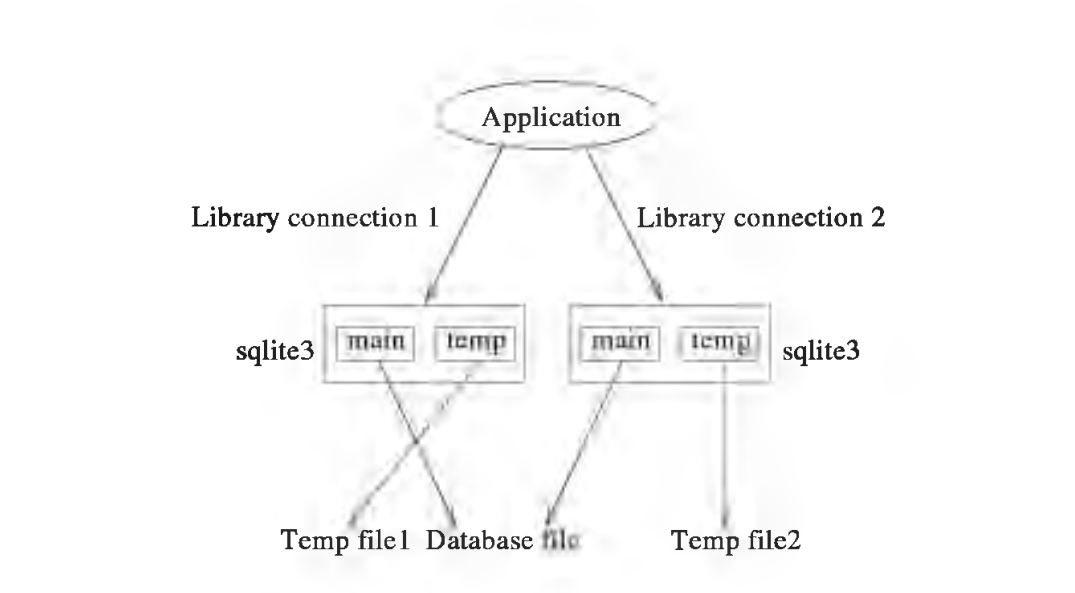 Application
Library connection 1
Library connection 2
sqlite3
main
temp
main
temp
sqlite3
Temp file1
Database file
Temp file2